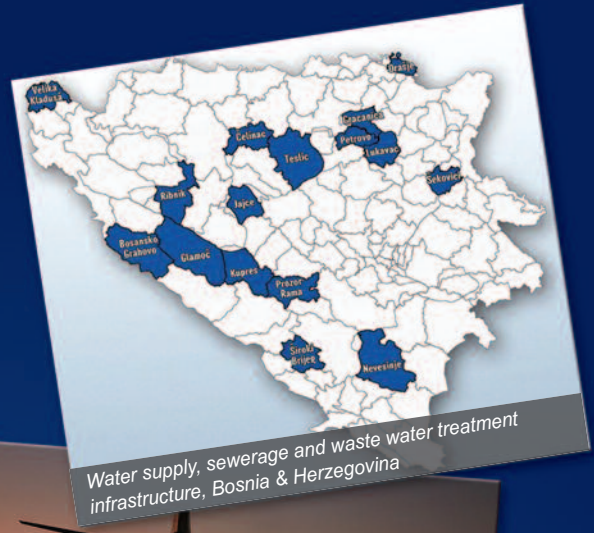 Velika
Kladuša
Orašje
Gračanica
Petrovo
Lukavac
Čelinac
Teslic
Šekovići
Ribnik
Jajce
Bosansko
Grahovo
Glamoč
Kupres
Prozor
Rama
Široki
Brijeg
Nevesinje
Water supply, sewerage and waste water treatment
infrastructure, Bosnia & Herzegovina